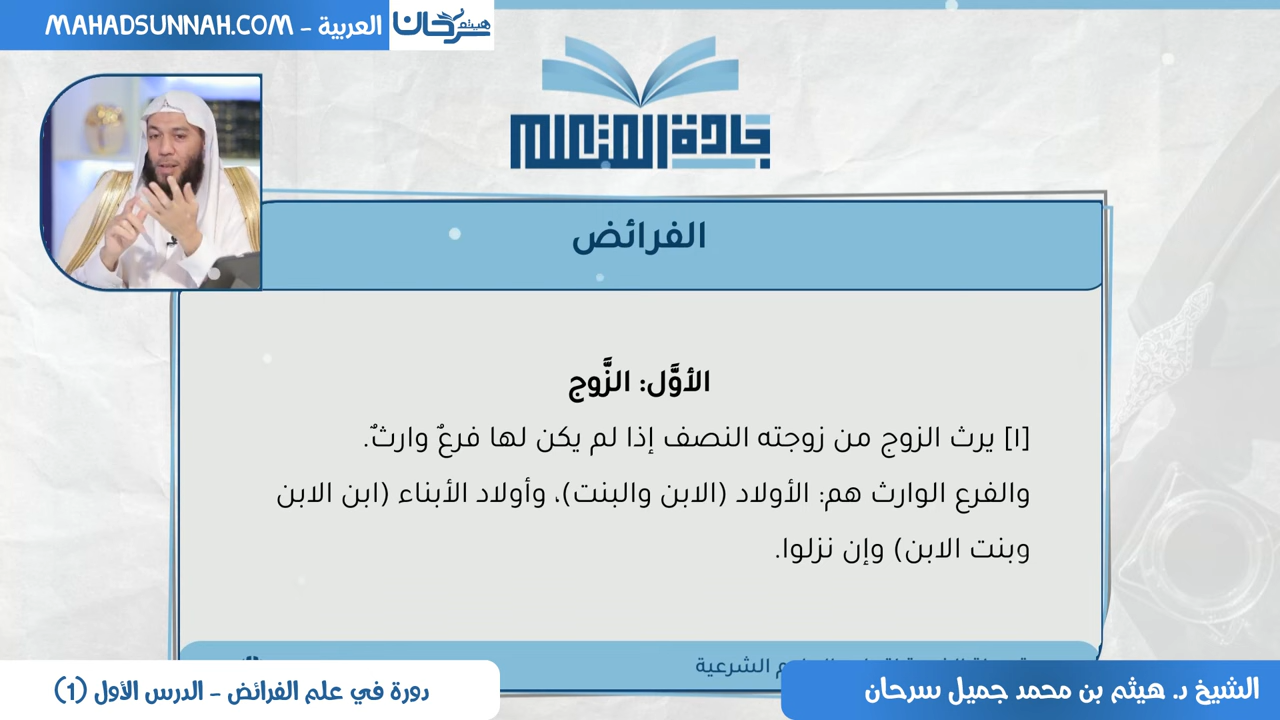 MAHADSUNNAH.COM - العربية
هيثم سرحان
جادة المتعلم
الفرائض
الأوَّل: الزَّوج
[١] يرث الزوج من زوجته النصف إذا لم يكن لها فرعٌ وارثٌ.
والفرع الوارث هم: الأولاد (الابن والبنت)، وأولاد الأبناء (ابن الابن
وبنت الابن) وإن نزلوا.
الشرعية
الشيخ د. هيثم بن محمد جميل سرحان
دورة في علم الفرائض - الدرس الأول (1)